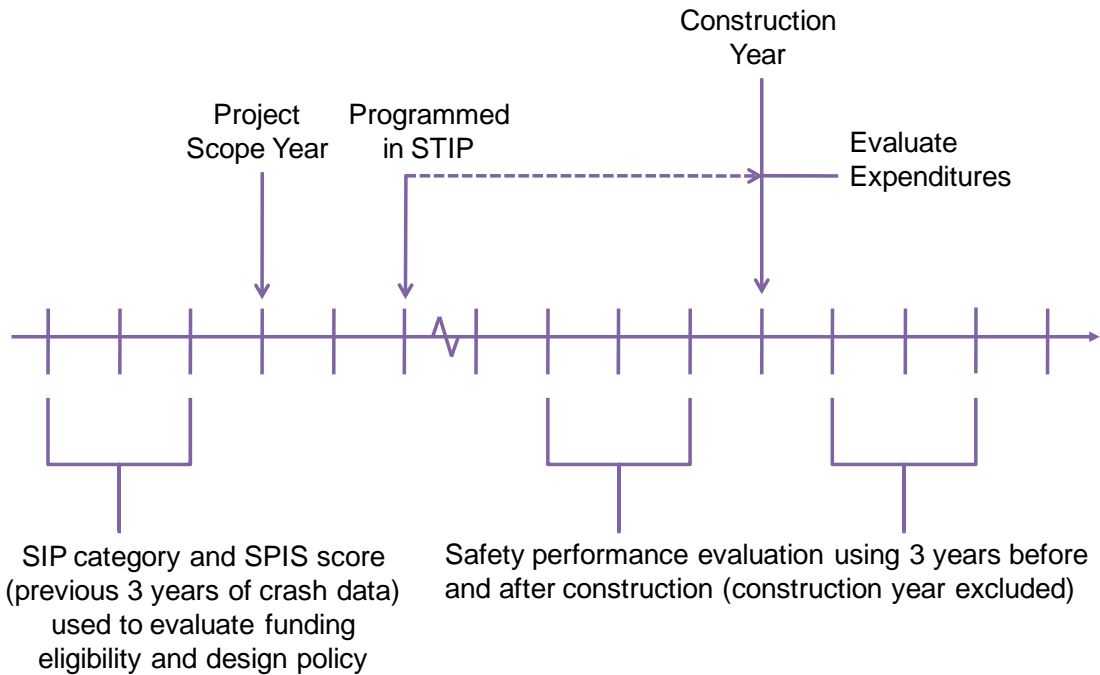 Construction
Year
Project
Scope Year
Programmed
in STIP
Evaluate
Expenditures
SIP category and SPIS score
(previous 3 years of crash data)
used to evaluate funding
eligibility and design policy
Safety performance evaluation using 3 years before
and after construction (construction year excluded)